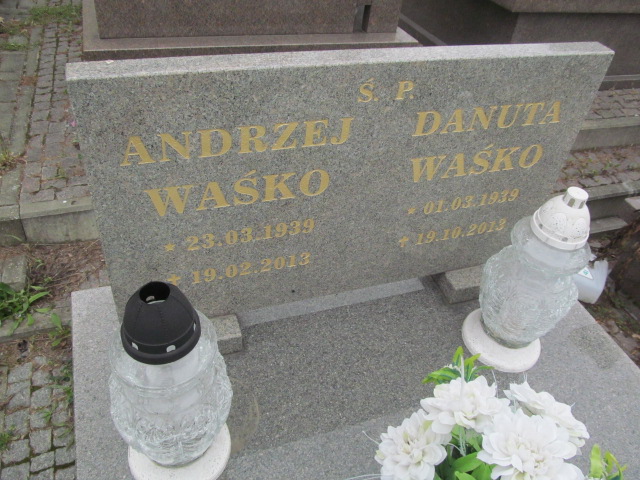 Ś. P.
ANDRZEJ
WAŚKO
* 23.03.1939
+ 19.02.2013
DANUTA
WAŚKO
* 01.03.1939
+ 19.10.2013